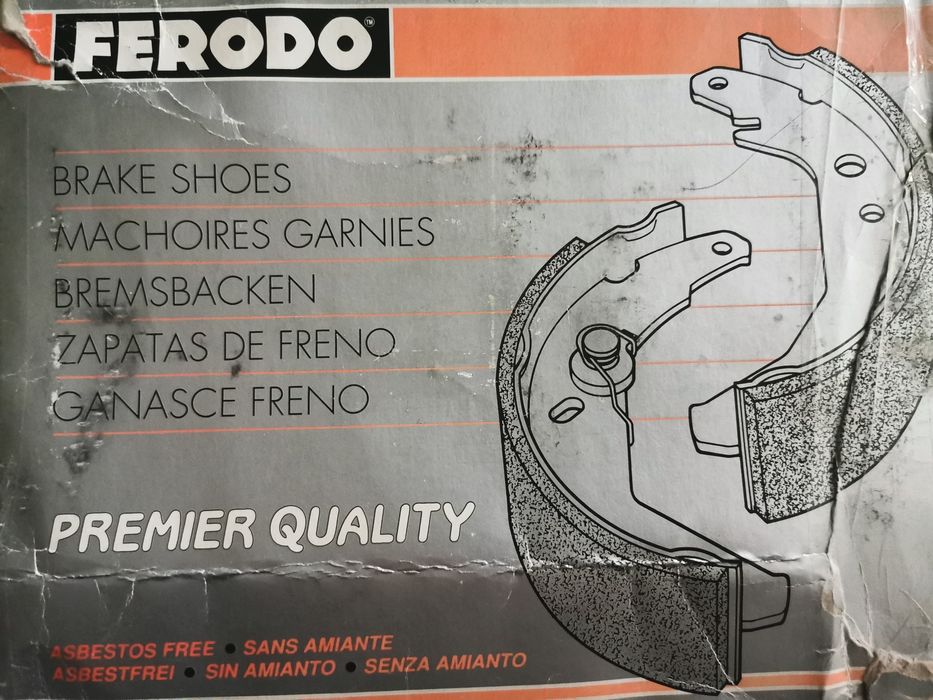 FERODO™
BRAKE SHOES
MACHOIRES GARNIES
BREMSBACKEN
ZAPATAS DE FRENO
GANASCE FRENO
PREMIER QUALITY
ASBESTOS FREE • SANS AMIANTE
ASBESTFREI • SIN AMIANTO • SENZA AMIANTO